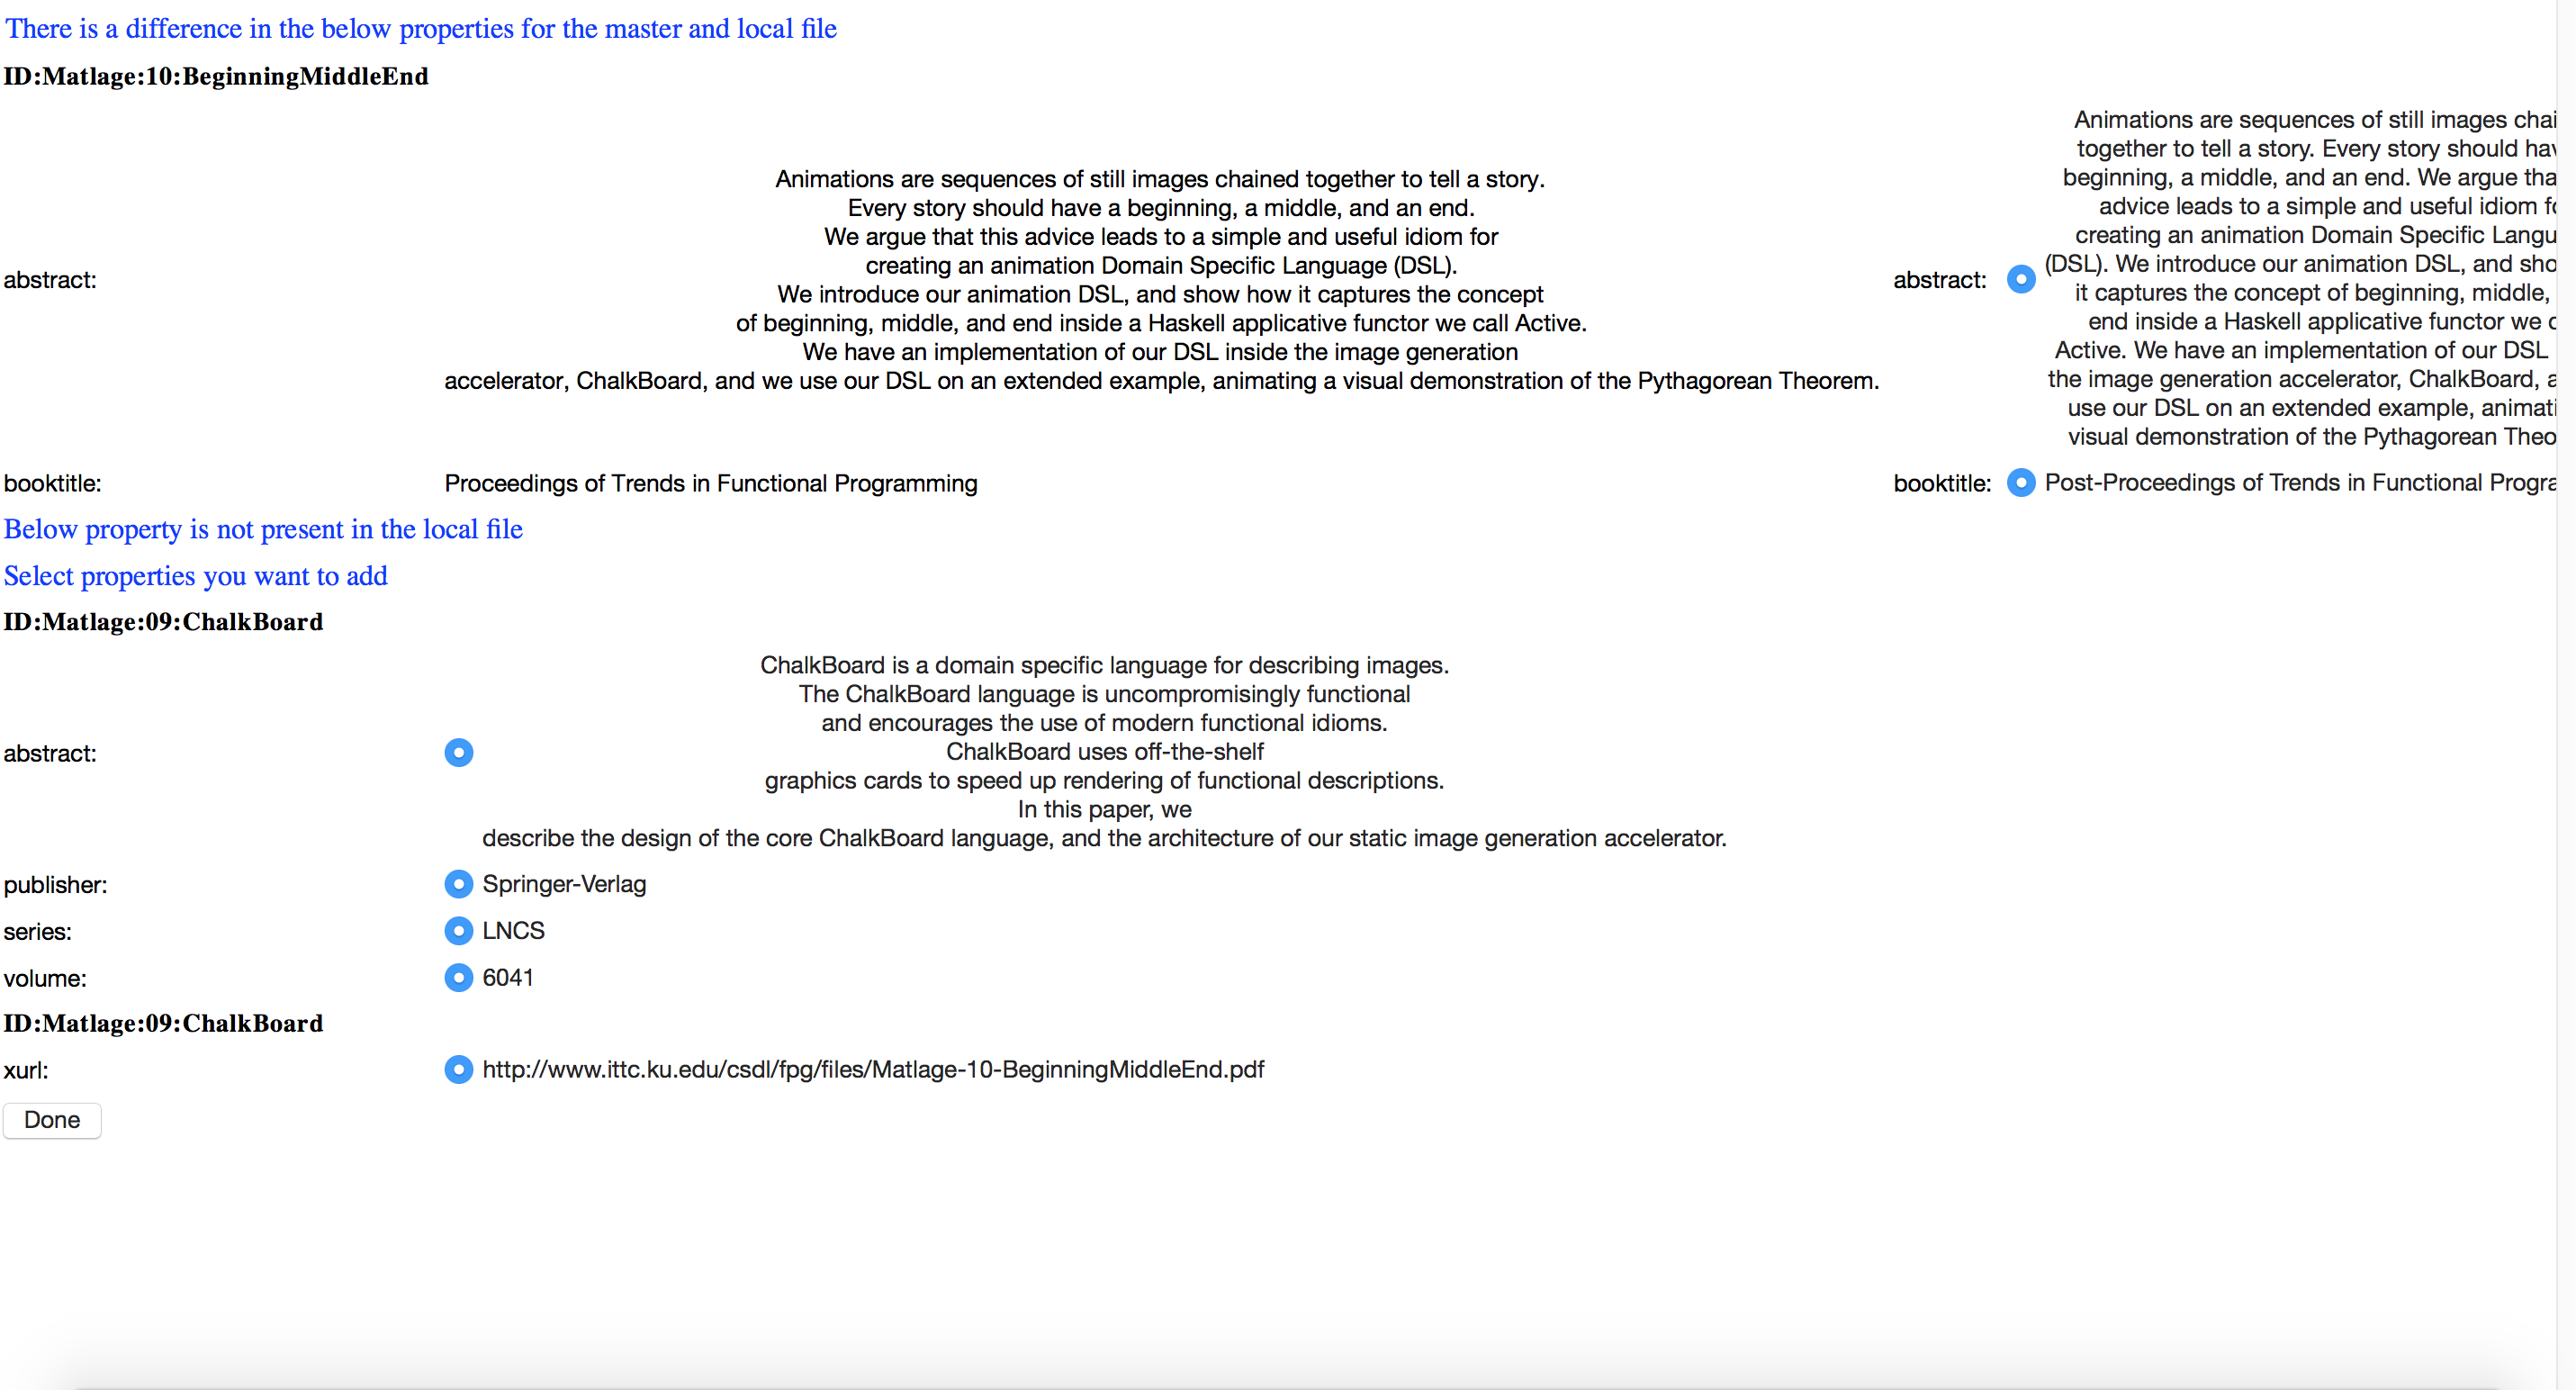 There is a difference in the below properties for the master and local file
ID:Matlage:10:BeginningMiddleEnd
abstract:
Animations are sequences of still images chained together to tell a story.
Every story should have a beginning, a middle, and an end.
We argue that this advice leads to a simple and useful idiom for
creating an animation Domain Specific Language (DSL).
We introduce our animation DSL, and show how it captures the concept
of beginning, middle, and end inside a Haskell applicative functor we call Active.
We have an implementation of our DSL inside the image generation
accelerator, ChalkBoard, and we use our DSL on an extended example, animating a visual demonstration of the Pythagorean Theorem.
abstract:
Animations are sequences of still images
together to tell a story. Every story should
beginning, a middle, and an end. We argue
advice leads to a simple and useful idiom
creating an animation Domain Specific
(DSL). We introduce our animation DSL, and
it captures the concept of beginning, middle,
end inside a Haskell applicative functor we
Active. We have an implementation of our DSL
the image generation accelerator, ChalkBoard,
use our DSL on an extended example,
visual demonstration of the Pythagorean
booktitle: Proceedings of Trends in Functional Programming
booktitle: Post-Proceedings of Trends in Functional
Below property is not present in the local file
Select properties you want to add
ID:Matlage:09:ChalkBoard
abstract:
ChalkBoard is a domain specific language for describing images.
The ChalkBoard language is uncompromisingly functional
and encourages the use of modern functional idioms.
ChalkBoard uses off-the-shelf
graphics cards to speed up rendering of functional descriptions.
In this paper, we
describe the design of the core ChalkBoard language, and the architecture of our static image generation accelerator.
publisher: Springer-Verlag
series: LNCS
volume: 6041
ID:Matlage:09:ChalkBoard
xurl: http://www.ittc.ku.edu/csdl/fpg/files/Matlage-10-BeginningMiddleEnd.pdf
Done